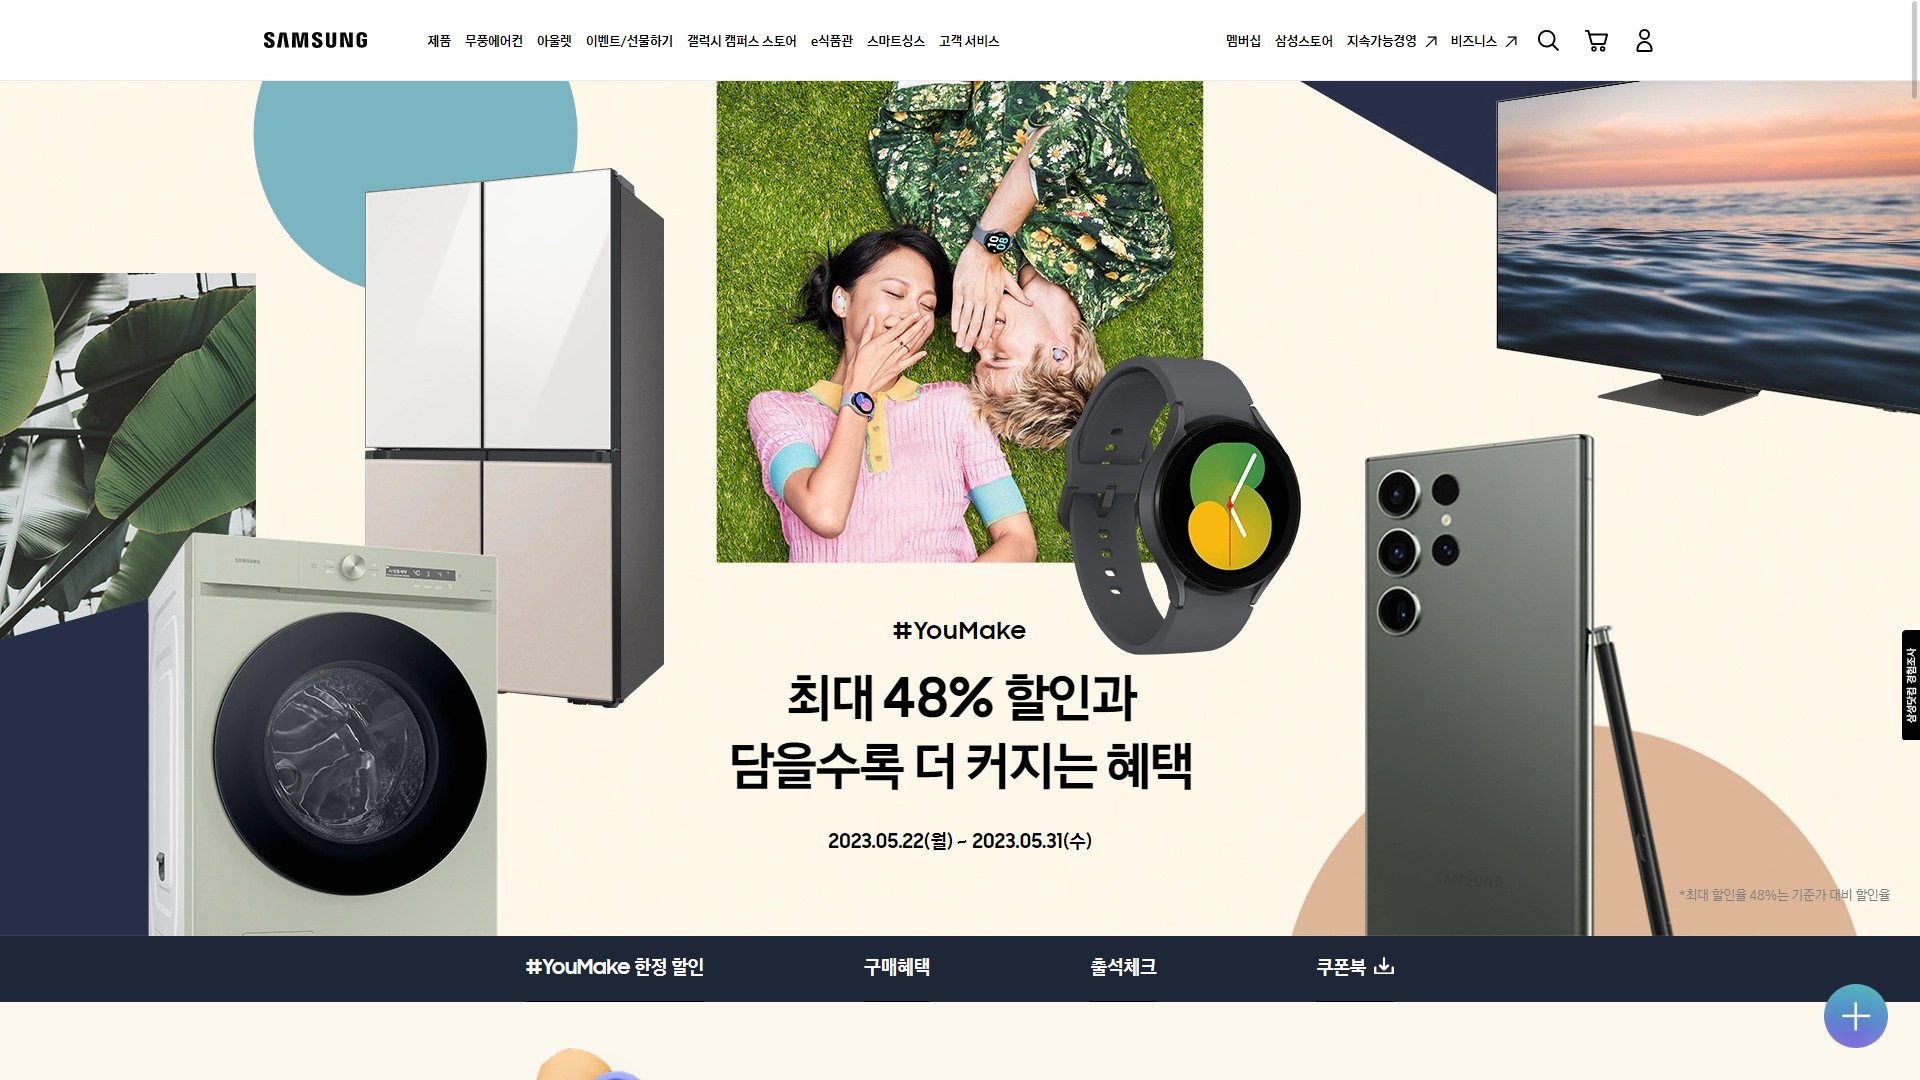 SAMSUNG
제품 무풍에어컨 아울렛 이벤트/선물하기 갤럭시 캠퍼스 스토어 e식품관 스마트싱스 고객 서비스
멤버십 삼성스토어 지속가능경영 비즈니스
SAMSUNG
10
08
#YouMake
최대 48% 할인과
담을수록 더 커지는 혜택
2023.05.22(월) ~ 2023.05.31(수)
SAMSUNG
*최대 할인율 48%는 기준가 대비 할인율
삼성닷컴 경험조사
#YouMake 한정 할인
구매혜택
출석체크
쿠폰북